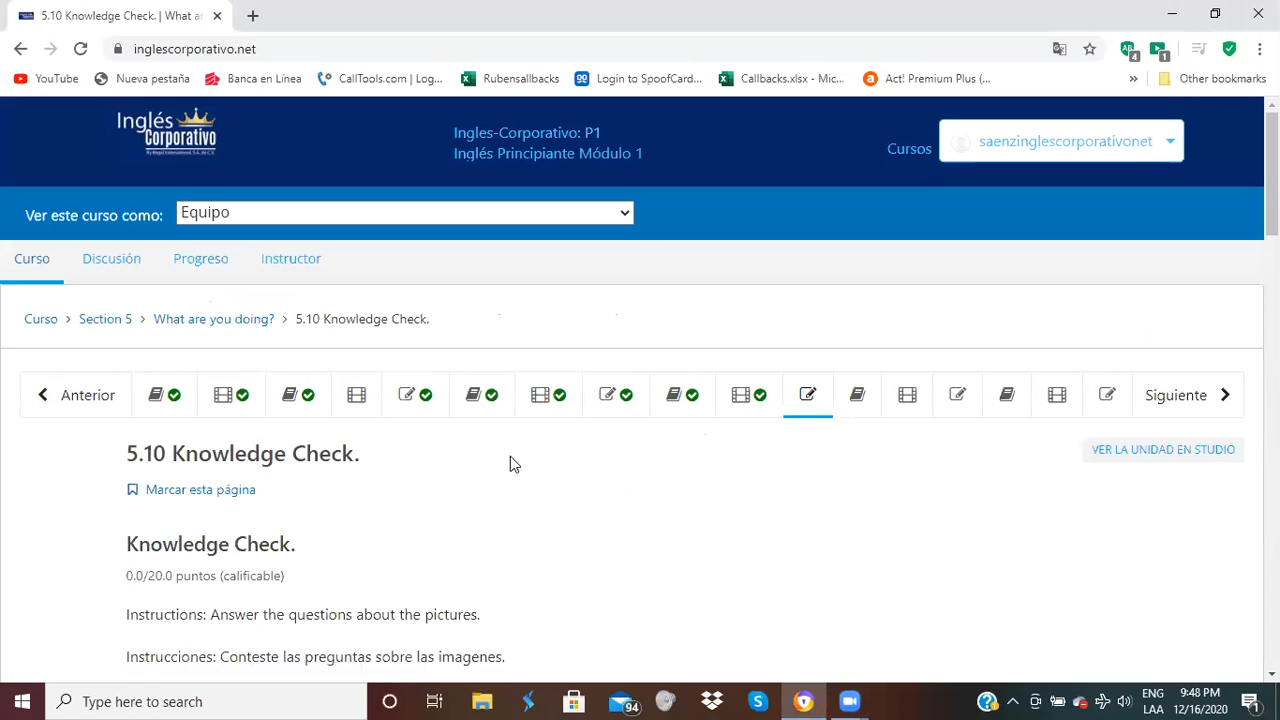 5.10 Knowledge Check. | What a
inglescorporativo.net
4
1
YouTube
Nueva pestaña
Banca en Línea
CallTools.com | Log...
Rubensallbacks
Login to SpoofCard...
Callbacks.xlsx - Mic...
Act! Premium Plus (...
»
Other bookmarks
Inglés
Corporativo
Ingles-Corporativo: P1
Inglés Principiante Módulo 1
Cursos
saenzinglescorporativonet
Ver este curso como:
Equipo
Curso
Discusión
Progreso
Instructor
Curso > Section 5 > What are you doing? > 5.10 Knowledge Check.
Anterior
Siguiente
5.10 Knowledge Check.
VER LA UNIDAD EN STUDIO
Marcar esta página
Knowledge Check.
0.0/20.0 puntos (calificable)
Instructions: Answer the questions about the pictures.
Instrucciones: Conteste las preguntas sobre las imagenes.
Type here to search
94
ENG
LAA
9:48 PM
12/16/2020
1